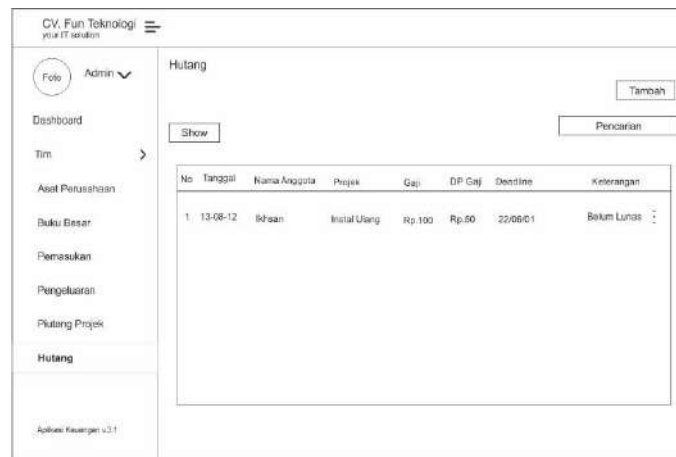 CV. Fun Teknologi
your IT solution
Foto
Admin
Dashboard
Tim
Aset Perusahaan
Buku Besar
Pemasukan
Pengeluaran
Piutang Projek
Hutang
Aplikasi Keuangan v.3.1
Hutang
Tambah
Show
Pencarian
No Tanggal Nama Anggota Projek Gaji DP Gaji Deadline Keterangan
1 13-08-12 Ikhsan Instal Ulang Rp.100 Rp.50 22/08/01 Belum Lunas